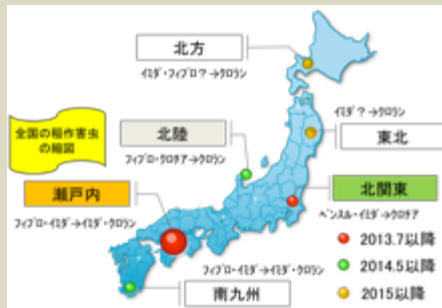 北方
ｲﾐﾀﾞ・ﾌｨﾌﾟﾛ？→ｸﾛﾗﾝ
ｲﾐﾀﾞ？→ｸﾛﾗﾝ
全国の稲作害虫
の縮図
北陸
東北
ﾌｨﾌﾟﾛ・ｸﾛﾁｱ→ｸﾛﾗﾝ
瀬戸内
北関東
ﾌｨﾌﾟﾛ・ｲﾐﾀﾞ→ｲﾐﾀﾞ・ｸﾛﾗﾝ
ﾍﾞﾝｽﾙ・ｲﾐﾀﾞ→ｸﾛﾁｱ
2013.7以降
ﾌｨﾌﾟﾛ・ｲﾐﾀﾞ→ｲﾐﾀﾞ・ｸﾛﾗﾝ
2014.5以降
南九州
2015以降